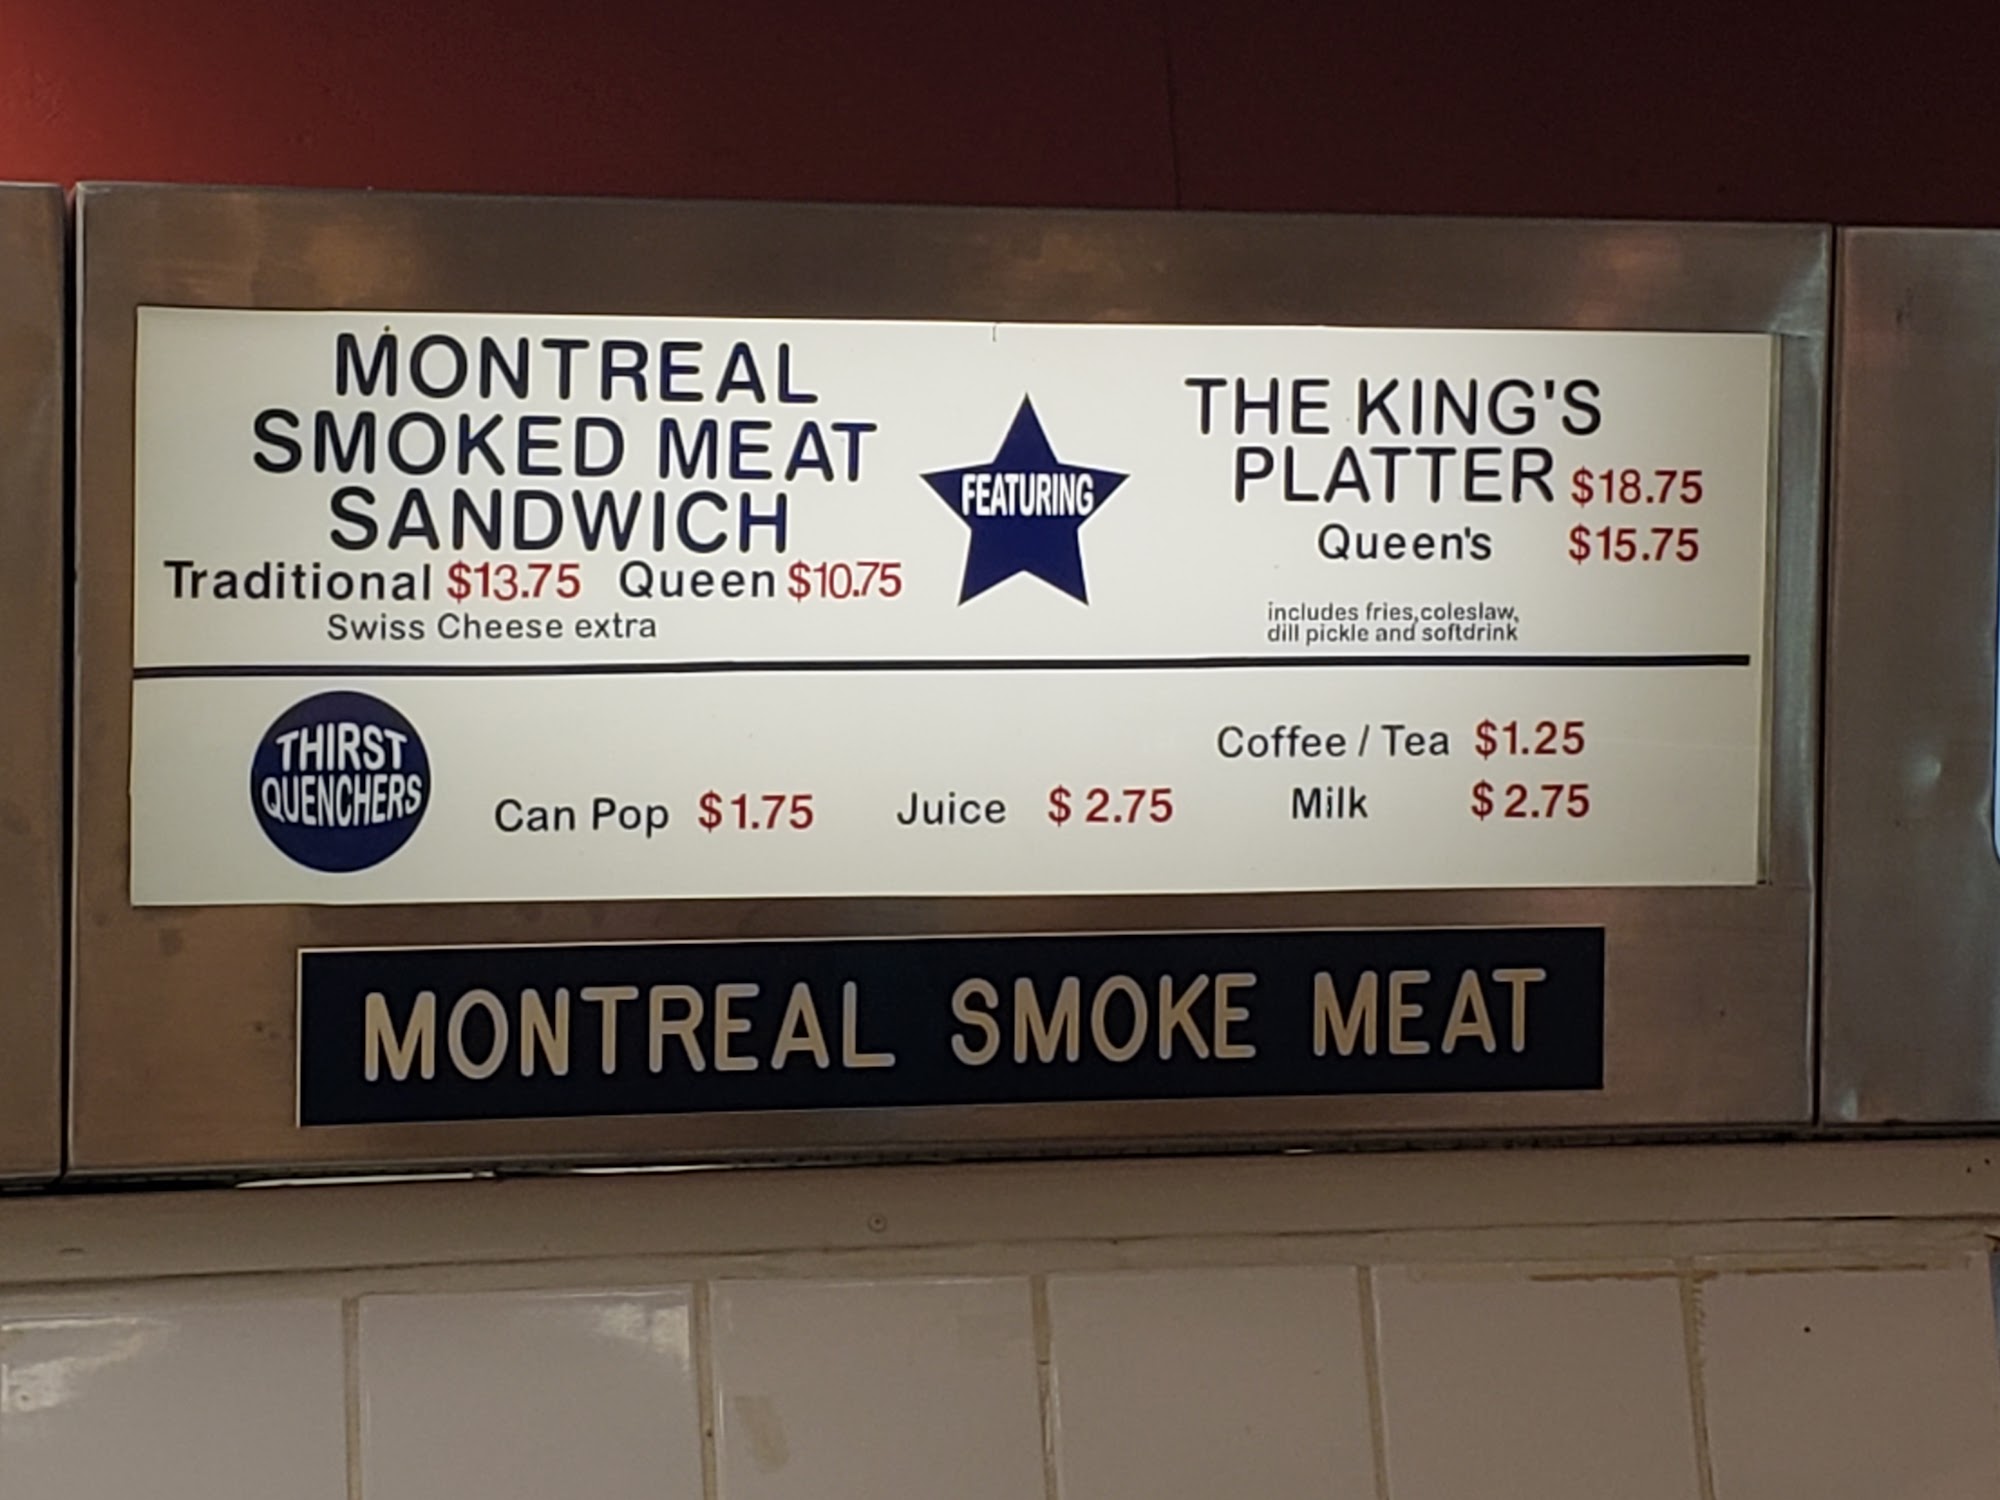 MONTREAL
SMOKED MEAT
SANDWICH
Traditional $13.75 Queen $10.75
Swiss Cheese extra
FEATURING
THE KING'S
PLATTER $18.75
Queen's $15.75
includes fries,coleslaw,
dill pickle and softdrink
THIRST
QUENCHERS
Can Pop $1.75 Juice $2.75
Coffee / Tea $1.25
Milk $2.75
MONTREAL SMOKE MEAT